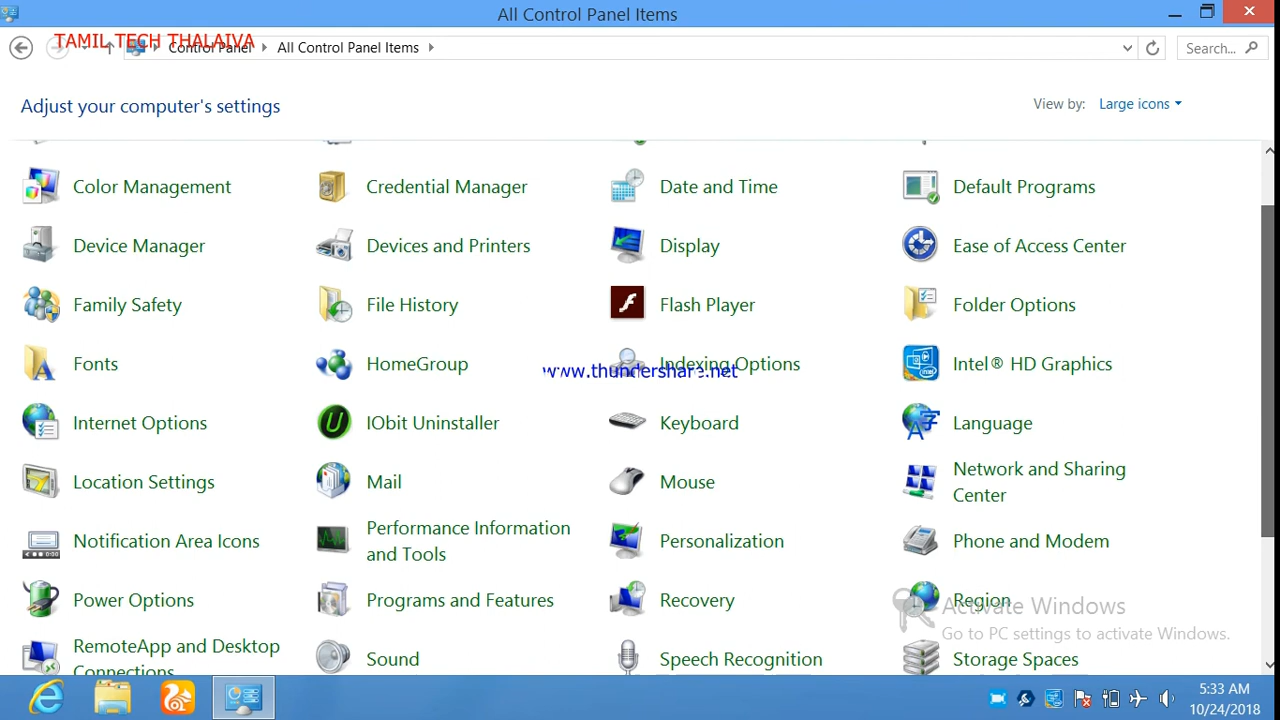 All Control Panel Items
TAMIL TECH THALAIVA
Control Panel All Control Panel Items
Search...
Adjust your computer's settings
View by: Large icons
Color Management
Credential Manager
Date and Time
Default Programs
Device Manager
Devices and Printers
Display
Ease of Access Center
Family Safety
File History
Flash Player
Folder Options
Fonts
HomeGroup
Indexing Options
www.thundershare.net
Intel® HD Graphics
Internet Options
IObit Uninstaller
Keyboard
Language
Location Settings
Mail
Mouse
Network and Sharing
Center
Notification Area Icons
Performance Information
and Tools
Personalization
Phone and Modem
Power Options
Programs and Features
Recovery
Region
Activate Windows
Go to PC settings to activate Windows.
RemoteApp and Desktop
Connections
Sound
Speech Recognition
Storage Spaces
5:33 AM
10/24/2018